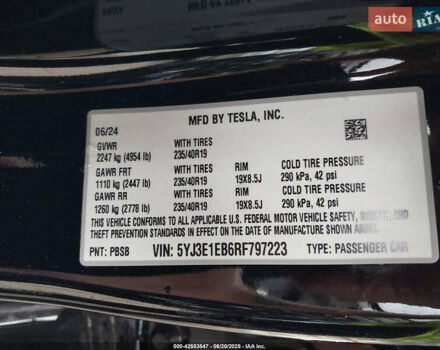 auto.RIA
MFD BY TESLA, INC.
06/24
GVWR WITH TIRES
2247 kg (4954 lb) 235/40R19
GAWR FRT WITH TIRES RIM COLD TIRE PRESSURE
1110 kg (2447 lb) 235/40R19 19X8.5J 290 kPa, 42 psi
GAWR RR WITH TIRES RIM COLD TIRE PRESSURE
1260 kg (2778 lb) 235/40R19 19X8.5J 290 kPa, 42 psi
THIS VEHICLE CONFORMS TO ALL APPLICABLE FEDERAL MOTOR VEHICLE SAFETY, BUMPER, AND
THEFT PREVENTION STANDARDS IN EFFECT ON THE DATE OF MANUFACTURE SHOWN ABOVE.
PNT: PBSB VIN: 5YJ3E1EB6RF797223 TYPE: PASSENGER CAR
000-42553547 - 06/20/2025 - IAA Inc.